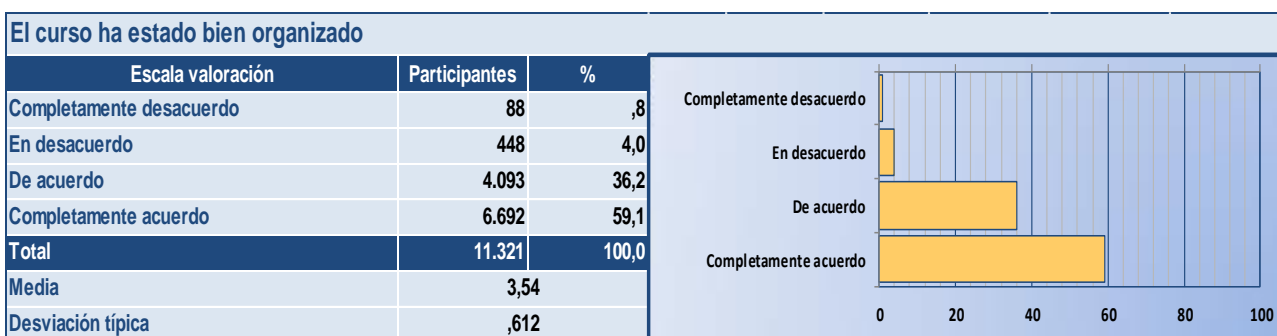 El curso ha estado bien organizado
Escala valoración Participantes %
Completamente desacuerdo 88 ,8
En desacuerdo 448 4,0
De acuerdo 4.093 36,2
Completamente acuerdo 6.692 59,1
Total 11.321 100,0
Media 3,54
Desviación típica ,612
Completamente desacuerdo
En desacuerdo
De acuerdo
Completamente acuerdo
0 20 40 60 80 100